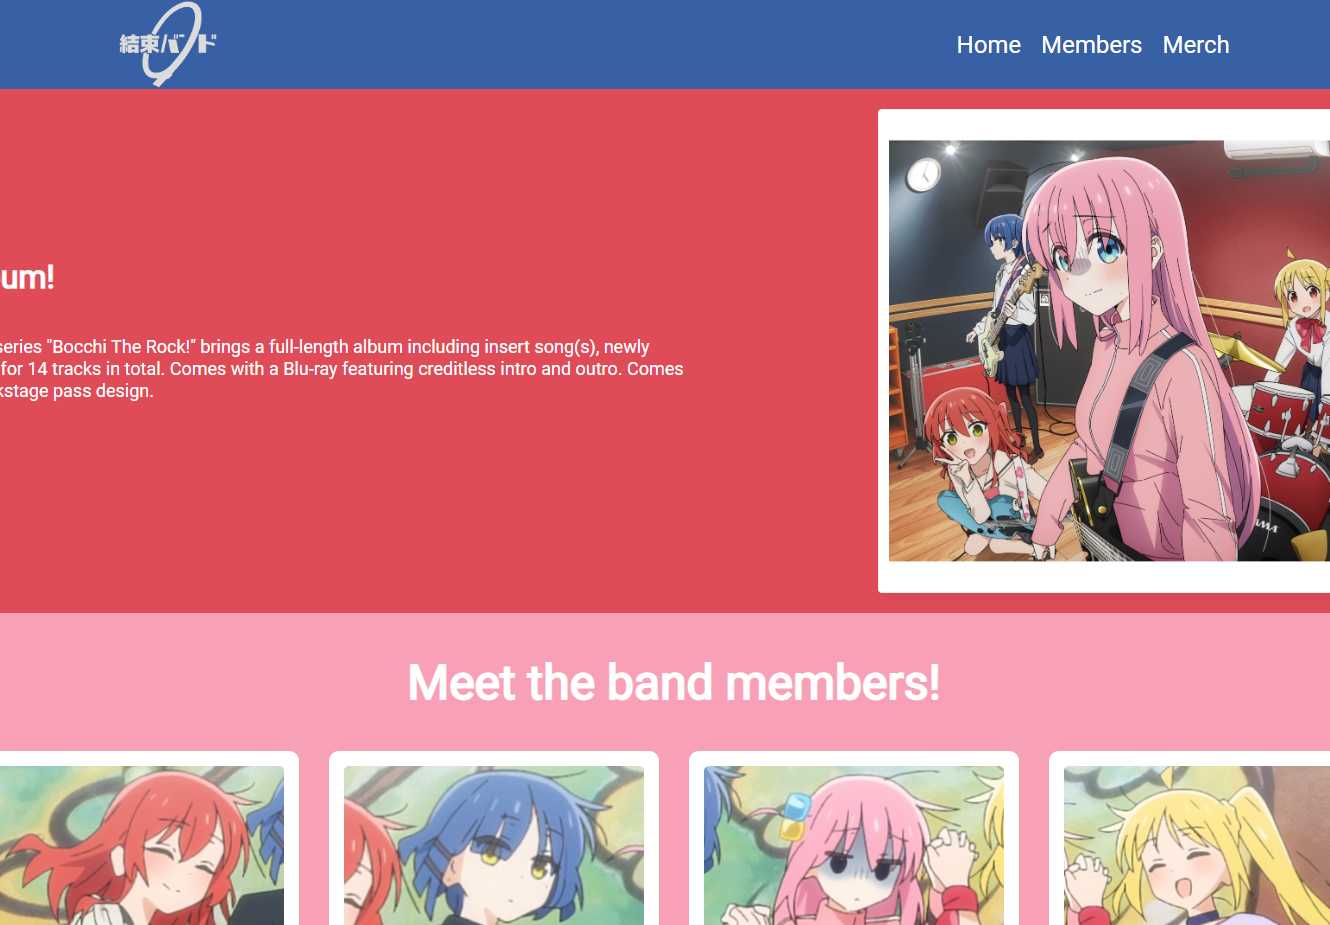 結束バンド
Home Members Merch
um!
series "Bocchi The Rock!" brings a full-length album including insert song(s), newly
for 14 tracks in total. Comes with a Blu-ray featuring creditless intro and outro. Comes
kstage pass design.
TAMA
Meet the band members!